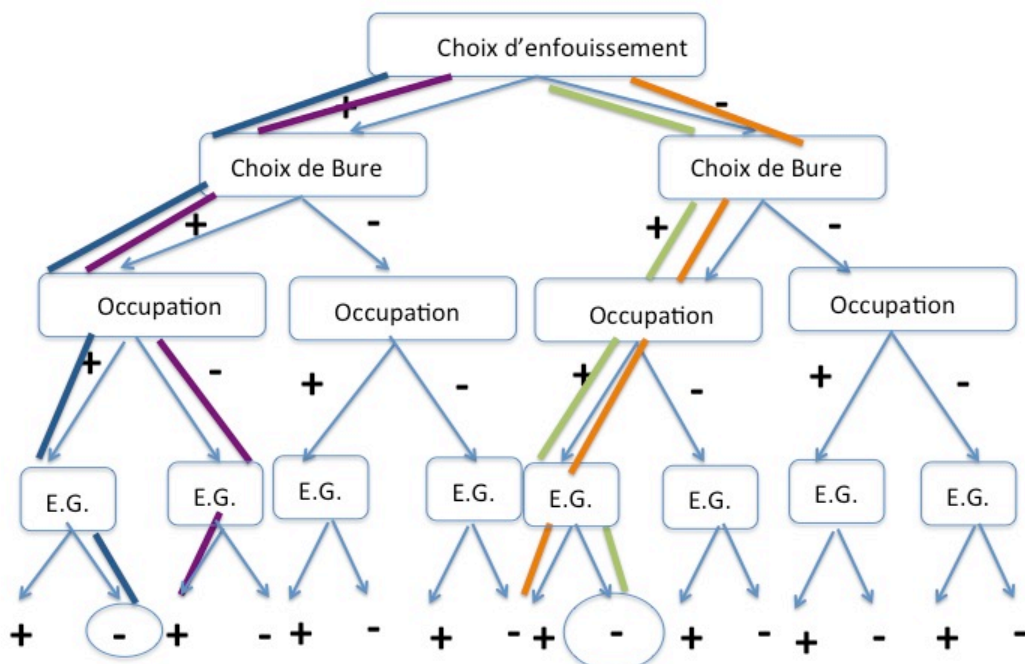 Choix d'enfouissement
+ -
Choix de Bure Choix de Bure
+ - + -
Occupation Occupation Occupation Occupation
+ - + - + - + -
E.G. E.G. E.G. E.G. E.G. E.G. E.G. E.G.
+ - + - + - + - + - + - + - + -